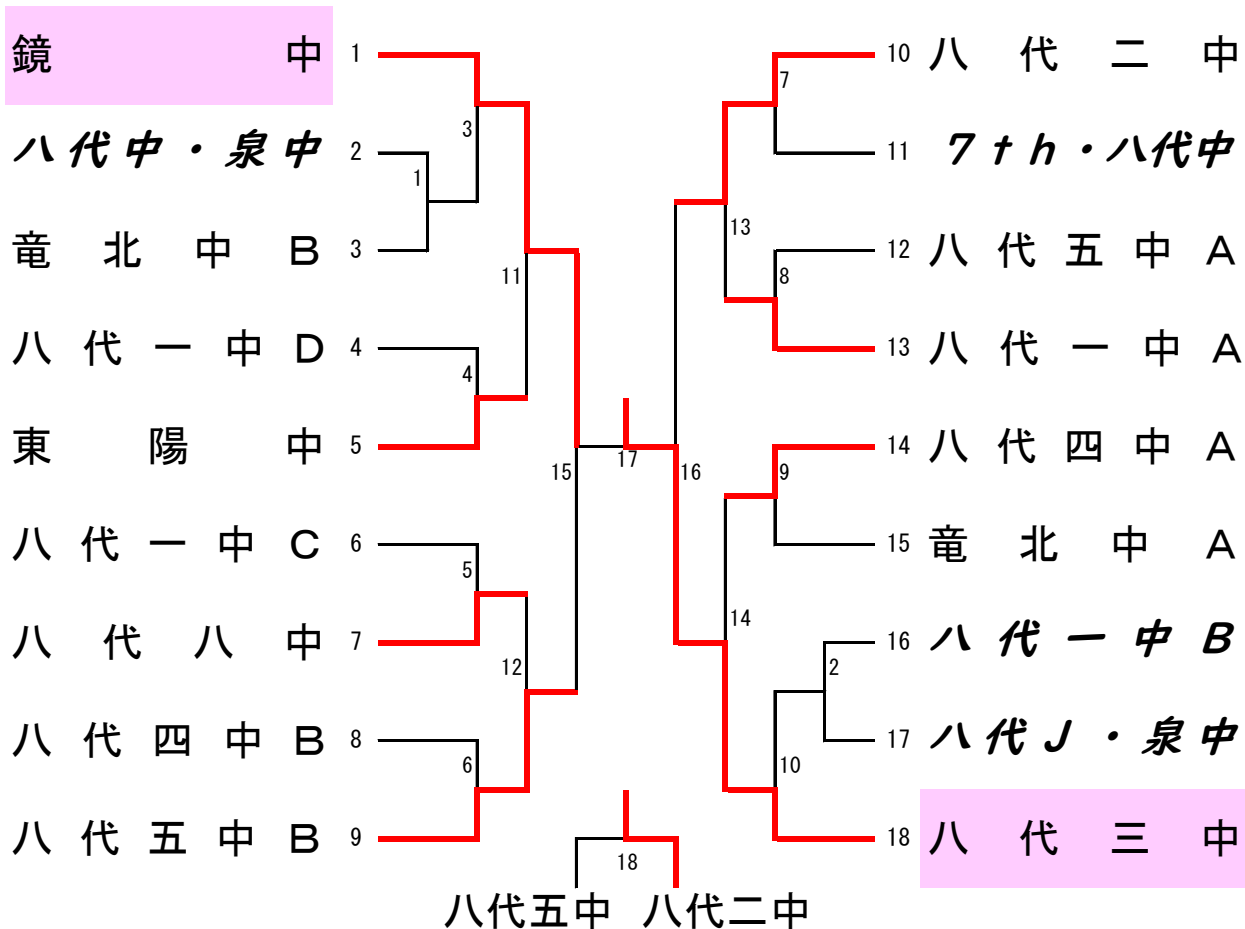 鏡中 1
八代中・泉中 2
竜北中B 3
八代一中D 4
東陽中 5
八代一中C 6
八代八中 7
八代四中B 8
八代五中B 9
3
1
11
4
15
5
12
6
17
16
18
7
13
8
9
14
2
10
10 八代二中
11 7th・八代中
12 八代五中A
13 八代一中A
14 八代四中A
15 竜北中A
16 八代一中B
17 八代J・泉中
18 八代三中
八代五中 八代二中